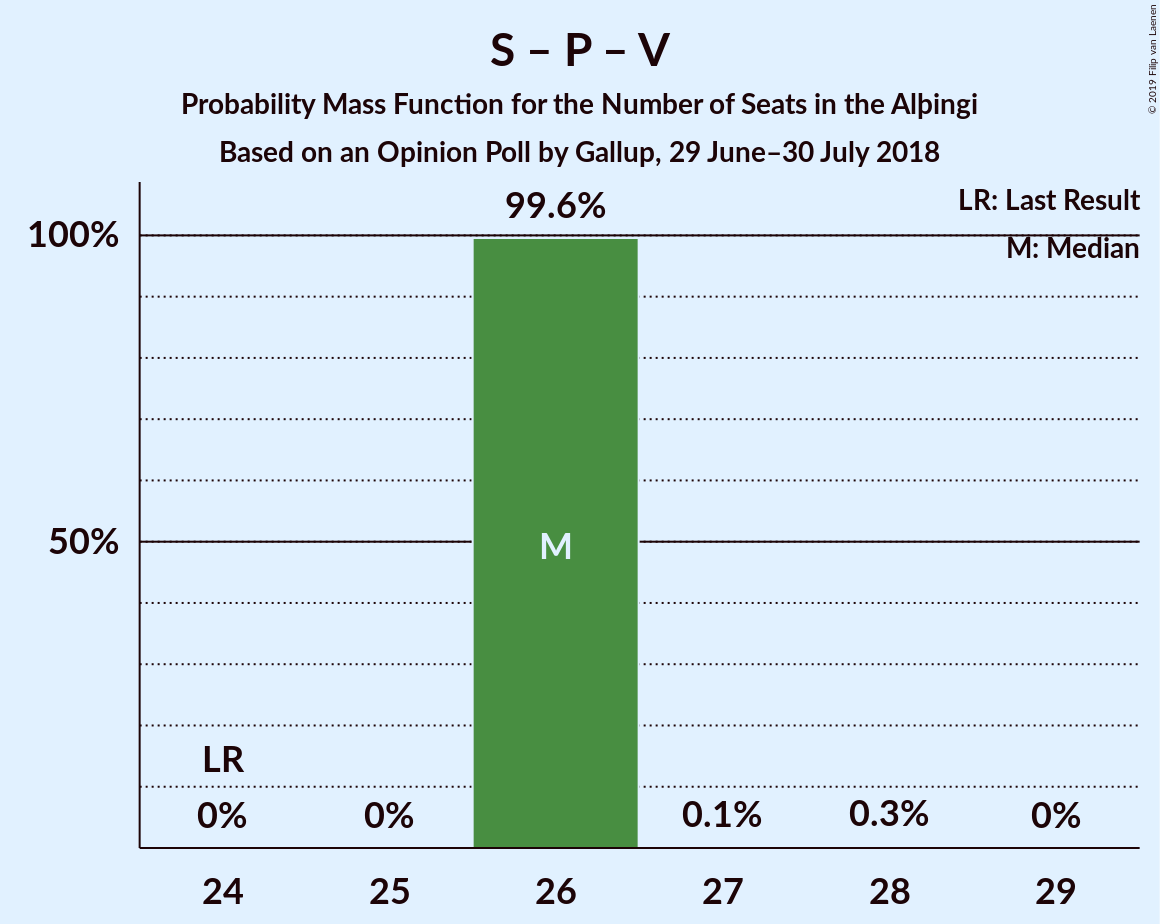 S – P – V
Probability Mass Function for the Number of Seats in the Alþingi
Based on an Opinion Poll by Gallup, 29 June–30 July 2018
© 2019 Filip van Laenen
LR: Last Result
M: Median
99.6%
100%
50%
M
LR
0%
0%
0.1%
0.3%
0%
24
25
26
27
28
29